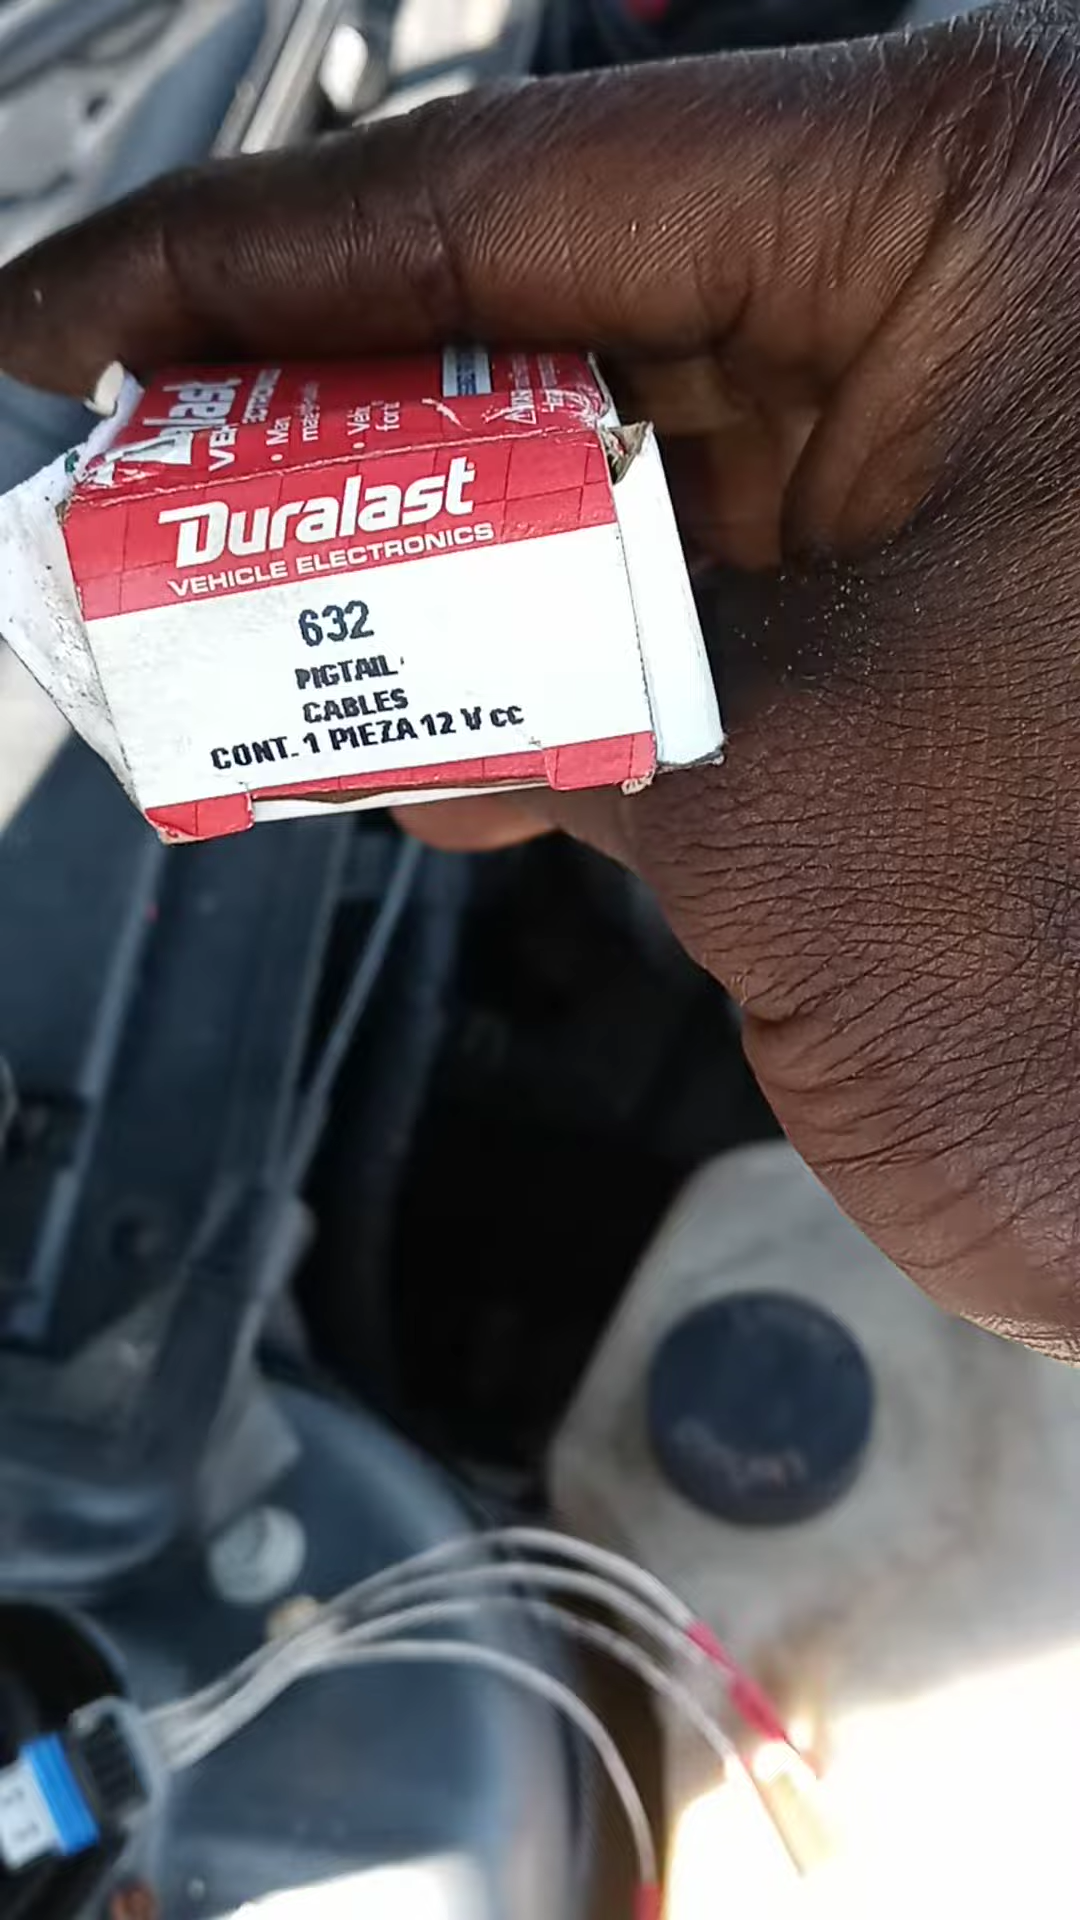 Duralast
VEHICLE ELECTRONICS
632
PIGTAIL
CABLES
CONT. 1 PIEZA 12 V cc